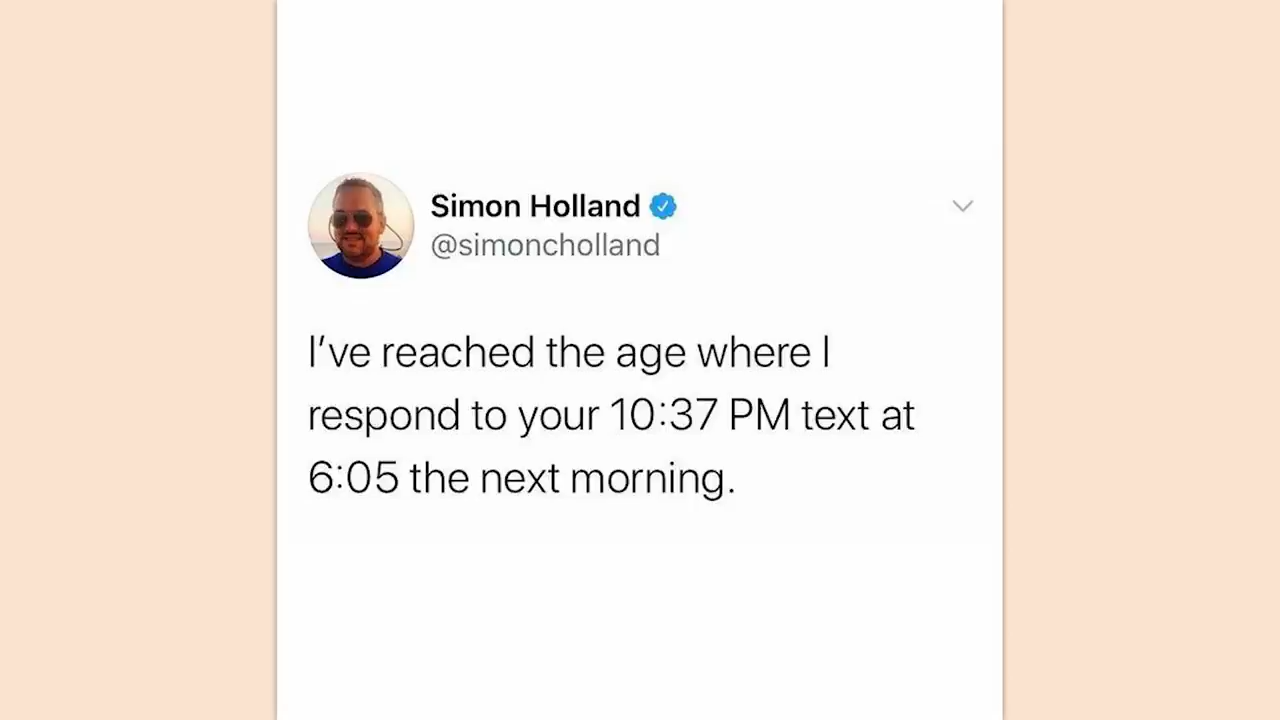 Simon Holland
@simoncholland
I've reached the age where I
respond to your 10:37 PM text at
6:05 the next morning.